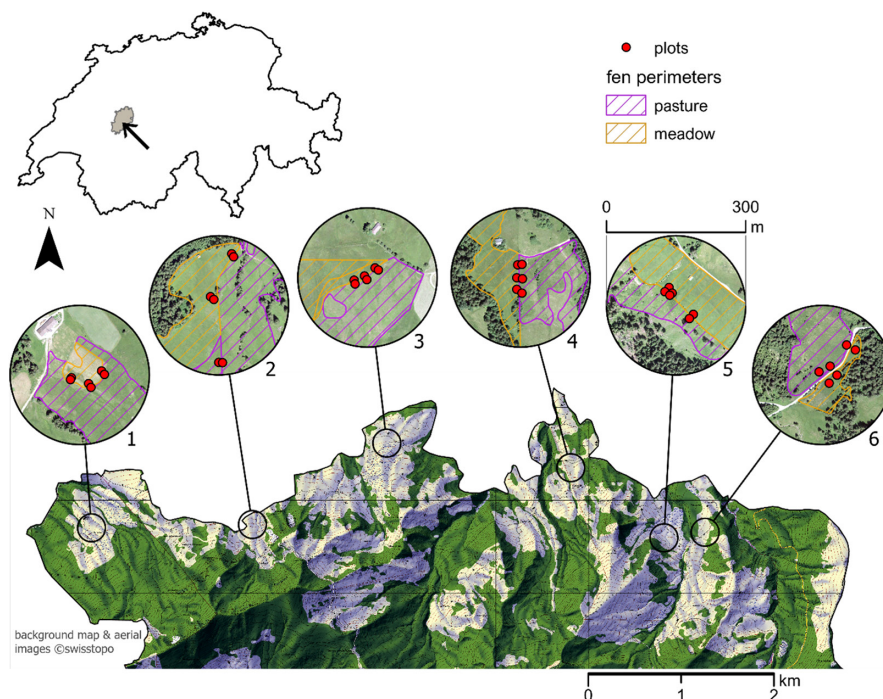 plots
fen perimeters
pasture
meadow
N
0 300
m
1
2
3
4
5
6
background map & aerial
images ©swisstopo
0 1 2
km